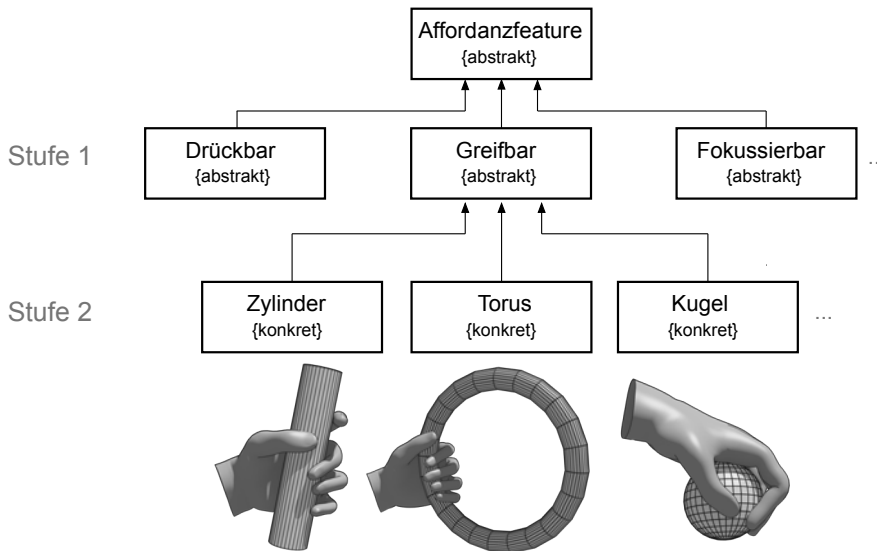 Affordanzfeature
{abstrakt}
Stufe 1
Drückbar
{abstrakt}
Greifbar
{abstrakt}
Fokussierbar
{abstrakt}
...
Stufe 2
Zylinder
{konkret}
Torus
{konkret}
Kugel
{konkret}
...